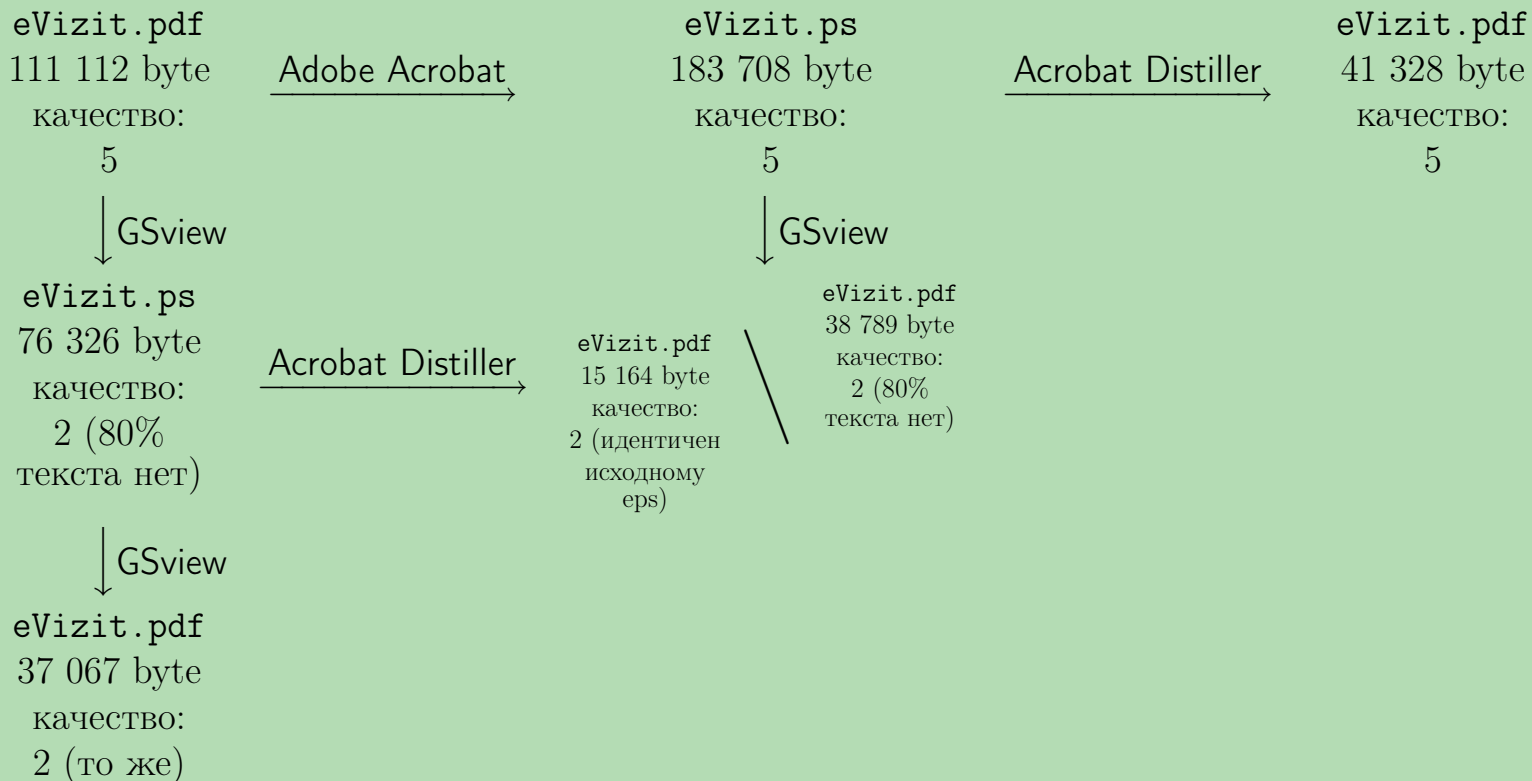 eVizit.pdf
111 112 byte
качество:
5
Adobe Acrobat
eVizit.ps
183 708 byte
качество:
5
Acrobat Distiller
eVizit.pdf
41 328 byte
качество:
5
GSview
GSview
eVizit.ps
76 326 byte
качество:
2 (80%
текста нет)
Acrobat Distiller
eVizit.pdf
15 164 byte
качество:
2 (идентичен
исходному
eps)
eVizit.pdf
38 789 byte
качество:
2 (80%
текста нет)
GSview
eVizit.pdf
37 067 byte
качество:
2 (то же)